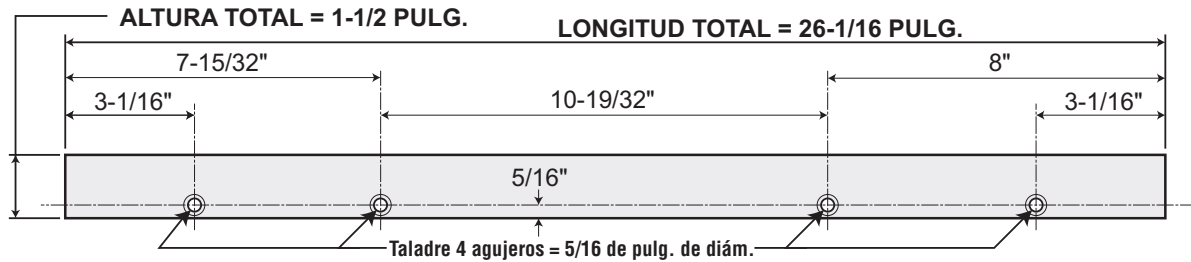 ALTURA TOTAL = 1-1/2 PULG.
LONGITUD TOTAL = 26-1/16 PULG.
7-15/32"
8"
3-1/16"
10-19/32"
3-1/16"
5/16"
Taladre 4 agujeros = 5/16 de pulg. de diám.